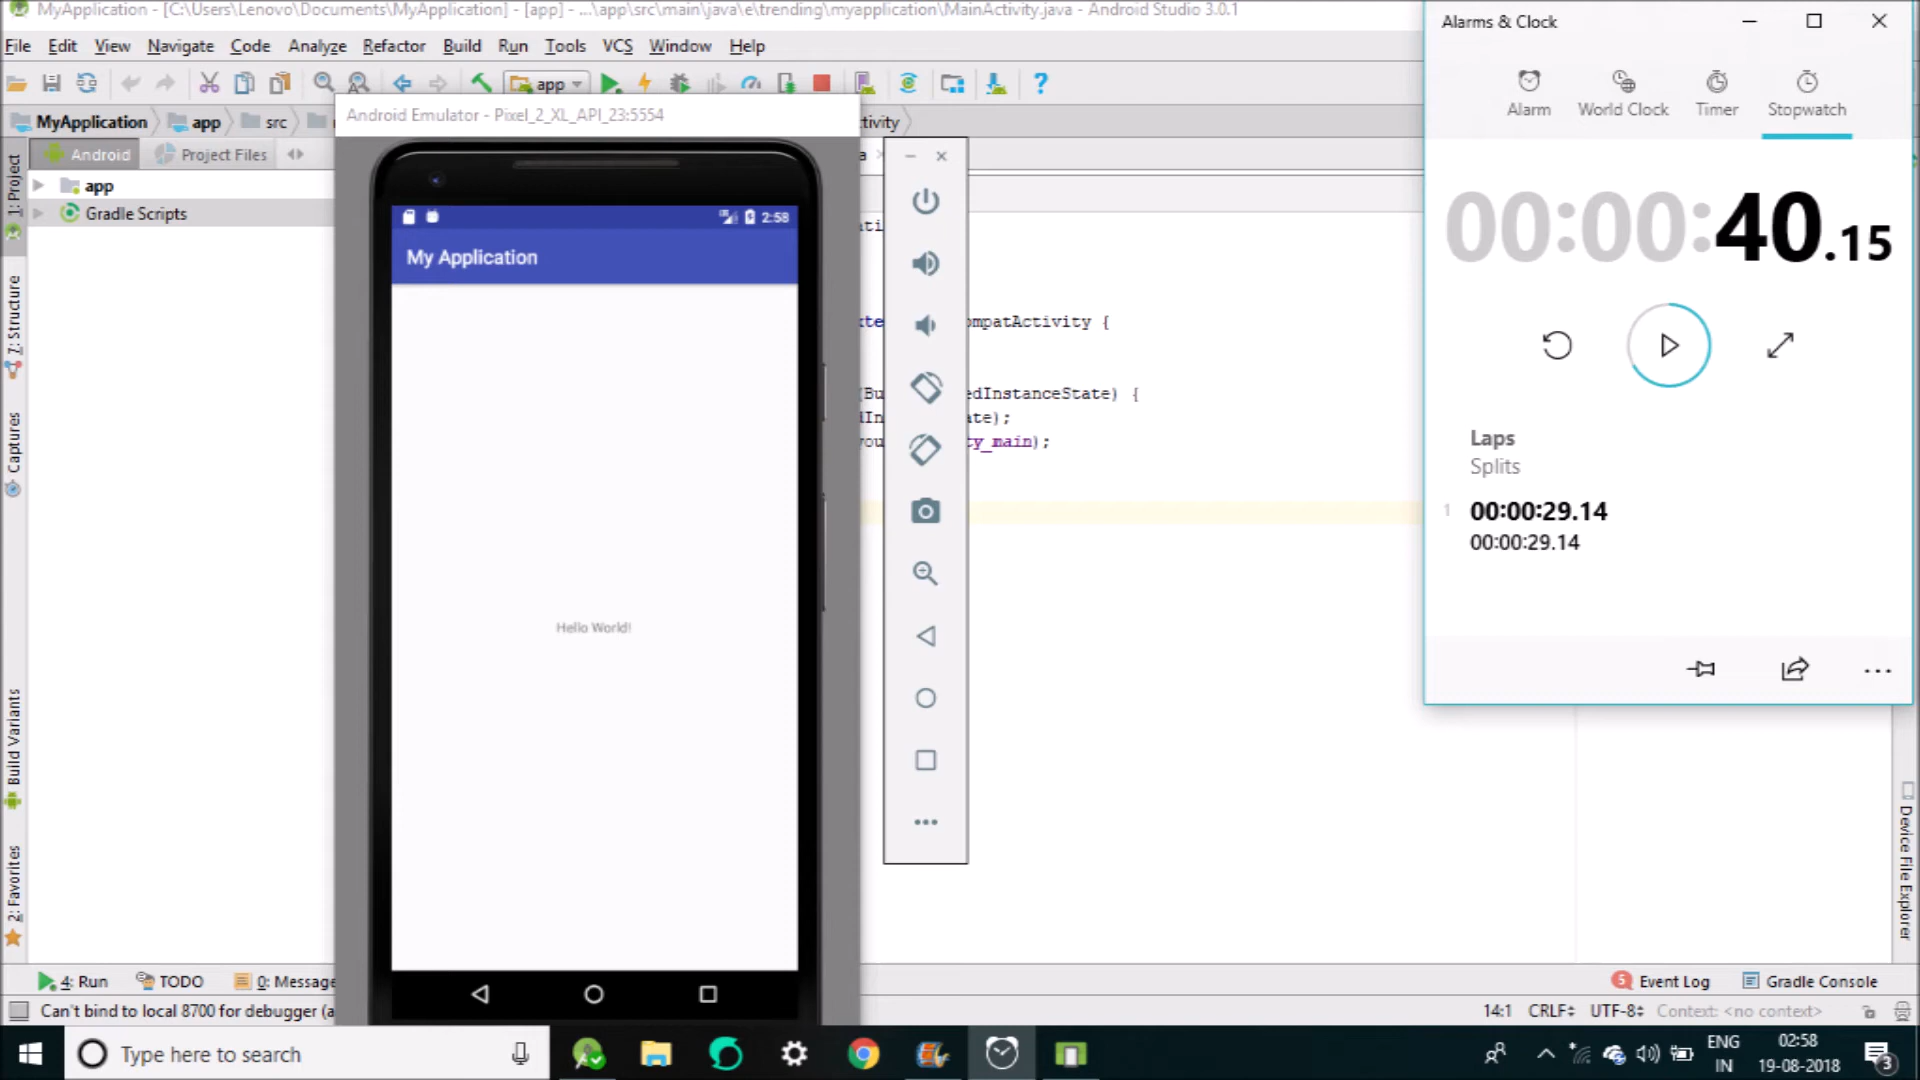 MyApplication - [C:\Users\Lenovo\Documents\MyApplication] - [app] - ...\app\src\main\java\e\trending\myapplication\MainActivity.java - Android Studio 3.0.1
File Edit View Navigate Code Analyze Refactor Build Run Tools VCS Window Help
app
MyApplication app src
tivity
Android Project Files
app
Gradle Scripts
1: Project
7: Structure
Captures
Build Variants
2: Favorites
Android Emulator - Pixel_2_XL_API_23:5554
2:58
My Application
Hello World!
ompatActivity {
edInstanceState) {
ate);
ty_main);
Alarms & Clock
Alarm World Clock Timer Stopwatch
00:00:40.15
Laps
Splits
1 00:00:29.14
00:00:29.14
Device File Explorer
4: Run TODO 0: Message
5 Event Log Gradle Console
Can't bind to local 8700 for debugger (a
14:1 CRLF UTF-8 Context: <no context>
Type here to search
ENG
IN
02:58
19-08-2018
3